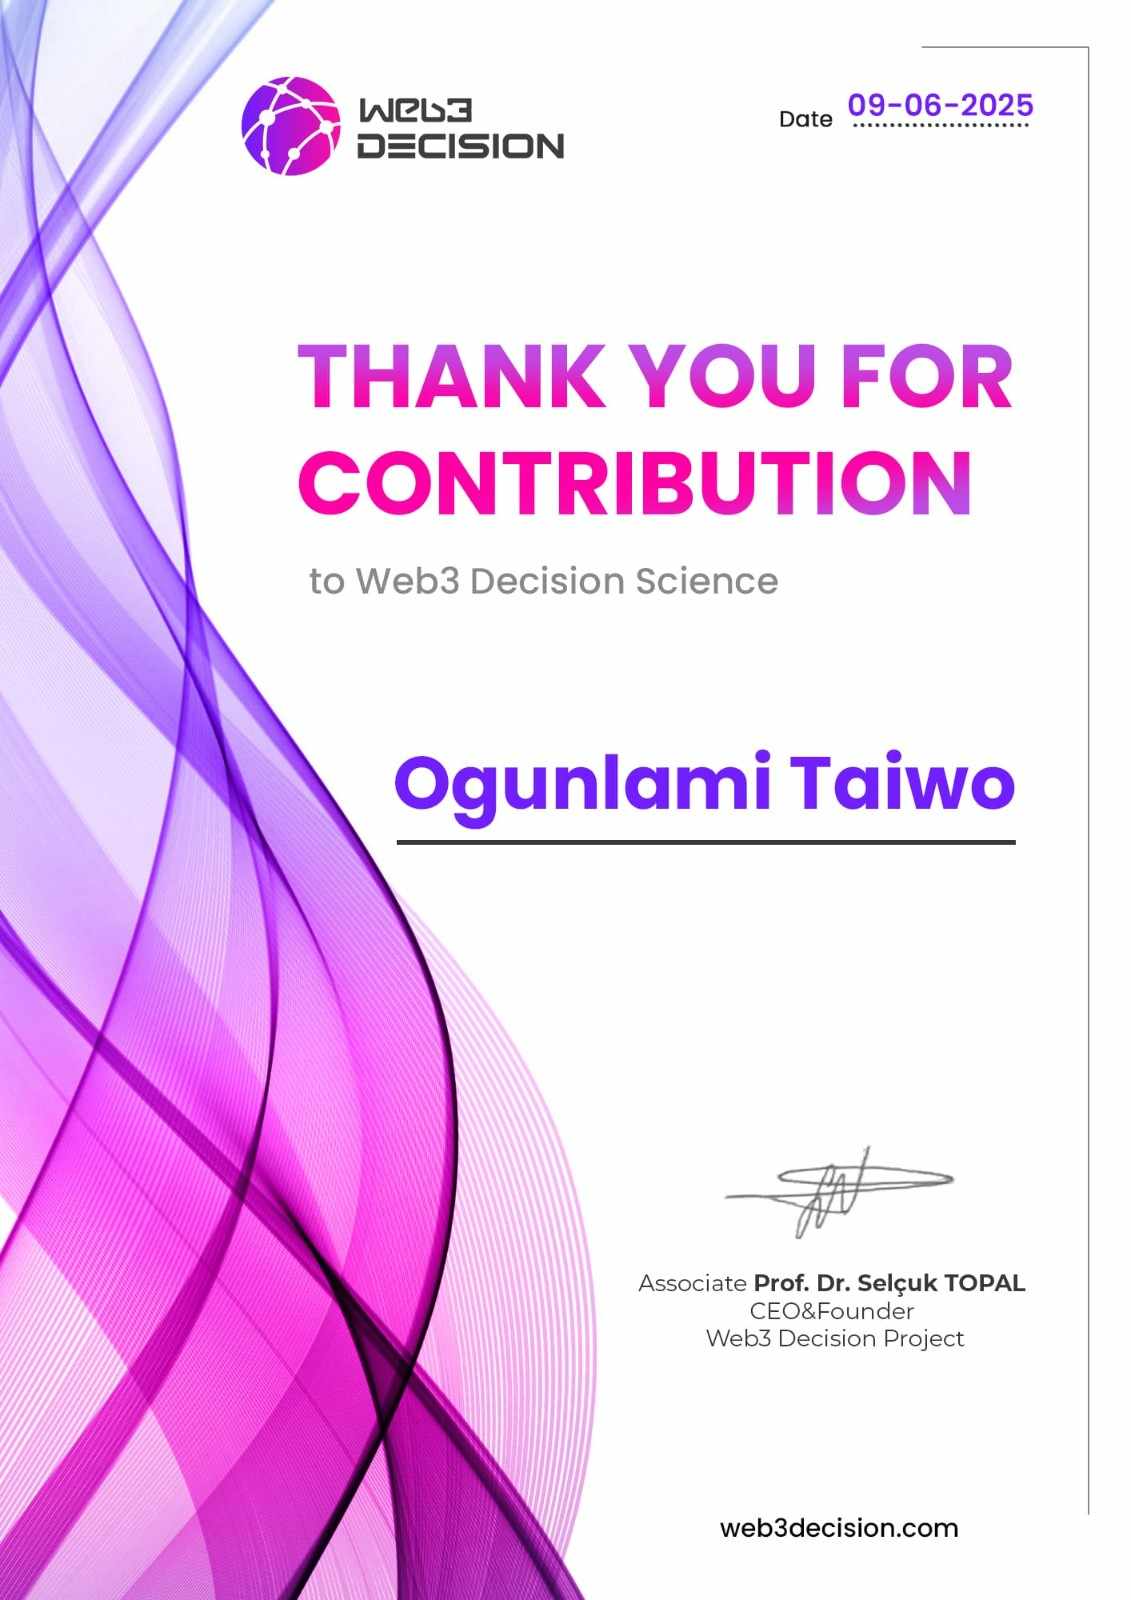 Web3
DECISION
Date 09-06-2025
THANK YOU FOR
CONTRIBUTION
to Web3 Decision Science
Ogunlami Taiwo
Associate Prof. Dr. Selçuk TOPAL
CEO&Founder
Web3 Decision Project
web3decision.com